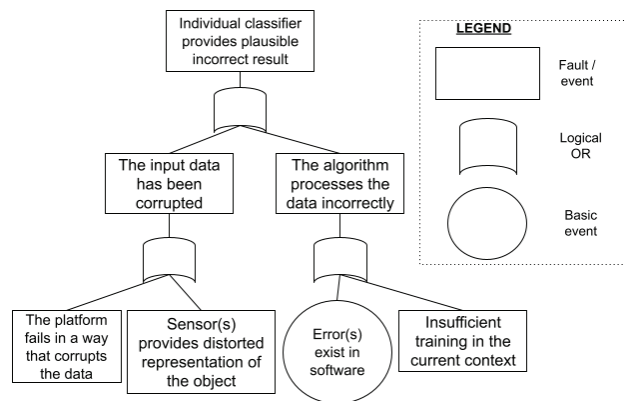 Individual classifier
provides plausible
incorrect result
The input data
has been
corrupted
The algorithm
processes the
data incorrectly
The platform
fails in a way
that corrupts
the data
Sensor(s)
provides distorted
representation of
the object
Error(s)
exist in
software
Insufficient
training in the
current context
LEGEND
Fault /
event
Logical
OR
Basic
event